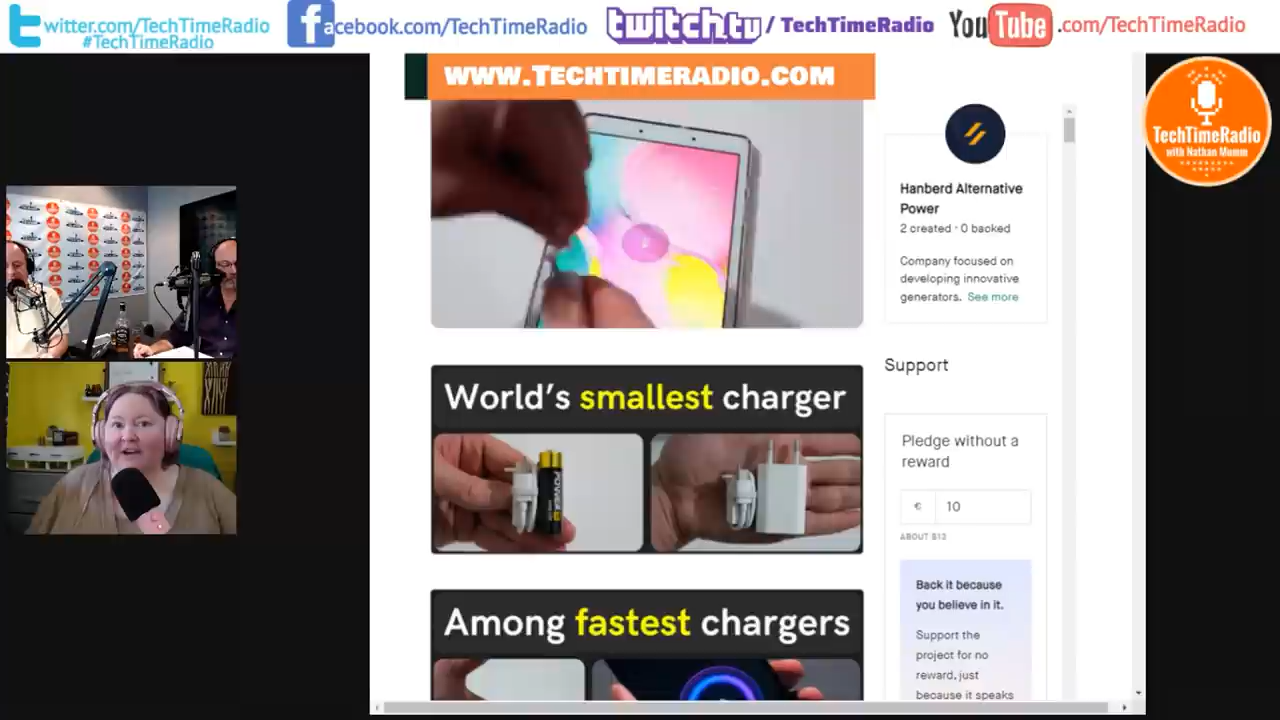 witter.com/TechTimeRadio
#TechTimeRadio
facebook.com/TechTimeRadio
twitchtv / TechTimeRadio
YouTube .com/TechTimeRadio
www.Techtimeradio.com
TechTimeRadio
with Nathan Mumm
Hanberd Alternative
Power
2 created · 0 backed
Company focused on
developing innovative
generators. See more
Support
World's smallest charger
POWER
Pledge without a
reward
€ 10
ABOUT $13
Back it because
you believe in it.
Support the
project for no
reward, just
because it speaks
Among fastest chargers